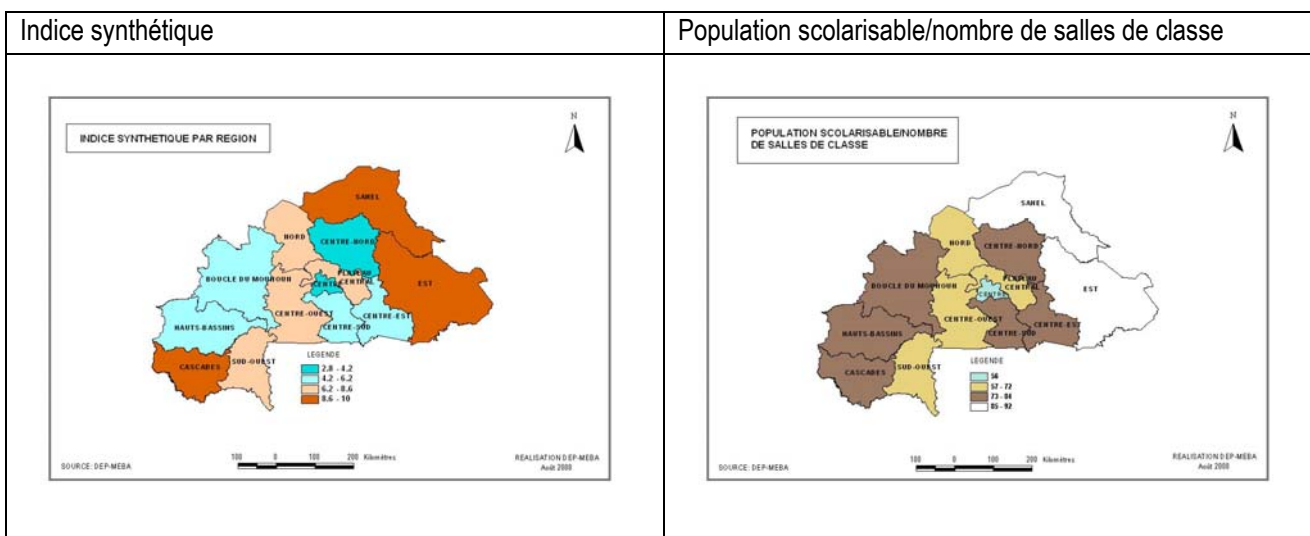 Indice synthétique
Population scolarisable/nombre de salles de classe
N
INDICE SYNTHETIQUE PAR REGION
SAHEL
NORD
CENTRE-NORD
BOUCLE DU MOUHOUN
PLATEAU
CENTRAL
CENTRE
EST
CENTRE-OUEST
CENTRE-EST
HAUTS-BASSINS
CENTRE-SUD
CASCADES
SUD-OUEST
LEGENDE
2.8 - 4.2
4.2 - 6.2
6.2 - 8.6
8.6 - 10
100 0 100 200 Kilomètres
SOURCE: DEP-MEBA
REALISATION DEP-MEBA
Août 2008
N
POPULATION SCOLARISABLE/NOMBRE
DE SALLES DE CLASSE
SAHEL
NORD
CENTRE-NORD
BOUCLE DU MOUHOUN
PLATEAU
CENTRAL
CENTRE
EST
CENTRE-OUEST
CENTRE-EST
HAUTS-BASSINS
CENTRE-SUD
CASCADES
SUD-OUEST
LEGENDE
56
57 - 72
73 - 84
85 - 92
100 0 100 200 Kilomètres
SOURCE: DEP-MEBA
REALISATION DEP-MEBA
Août 2008